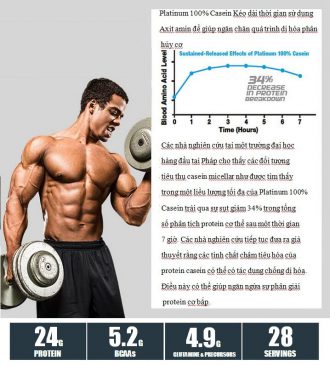 Platinum 100% Casein Kéo dài thời gian sử dụng
Axit amin để giúp ngăn chăn quá trình dị hóa phân
hủy cơ
Sustained-Released Effects of Platinum 100% Casein
Blood Amino Acid Level
34%
DECREASE
IN PROTEIN
BREAKDOWN
0 1 2 3 4 5 6 7
Time (Hours)
Các nhà nghiên cứu tại một trường đại học
hàng đầu tại Pháp cho thấy các đối tượng
tiêu thụ casein micellar như được tìm thấy
trong một liều lượng tối đa của Platinum 100%
Casein trải qua sự sụt giảm 34% trong tổng
số phân tích protein cơ thể sau một thời gian
7 giờ. Các nhà nghiên cứu tiếp tục đưa ra giả
thuyết rằng các tính chất chậm tiêu hóa của
protein casein có thể có tác dụng chống dị hóa.
Điều này có thể giúp ngăn ngừa sự phân giải
protein cơ bắp.
24G 5.2G 4.9G 28
PROTEIN BCAAs GLUTAMINE & PRECURSORS SERVINGS